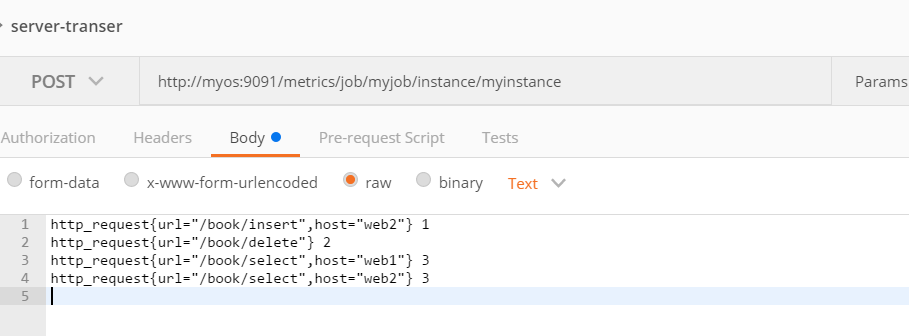 server-transer
POST http://myos:9091/metrics/job/myjob/instance/myinstance Params
Authorization Headers Body Pre-request Script Tests
form-data x-www-form-urlencoded raw binary Text
1 http_request{url="/book/insert",host="web2"} 1
2 http_request{url="/book/delete"} 2
3 http_request{url="/book/select",host="web1"} 3
4 http_request{url="/book/select",host="web2"} 3
5